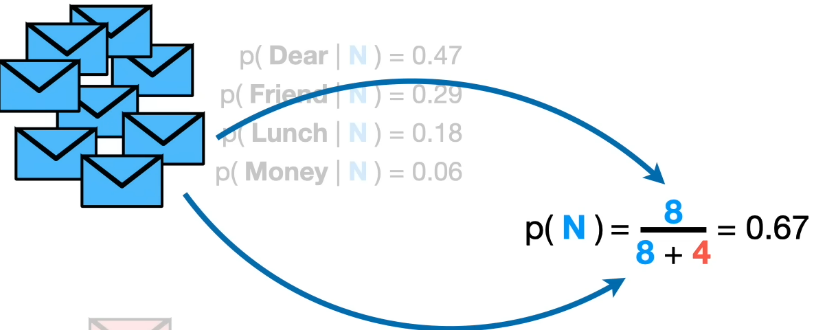 p( Dear | N ) = 0.47
p( Friend | N ) = 0.29
p( Lunch | N ) = 0.18
p( Money | N ) = 0.06
p( N ) = 8 / 8 + 4 = 0.67